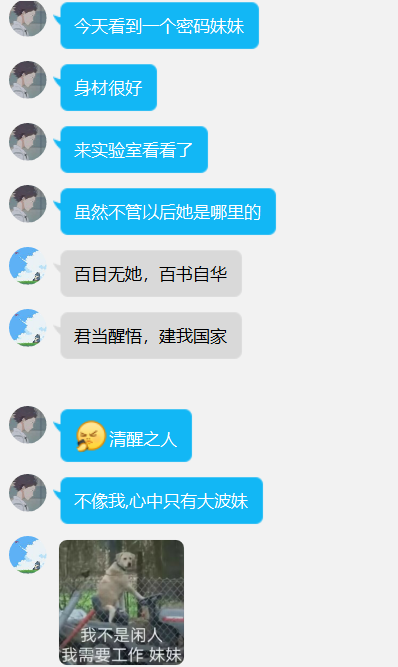 今天看到一个密码妹妹
身材很好
来实验室看看了
虽然不管以后她是哪里的
百目无她，百书自华
君当醒悟，建我国家
清醒之人
不像我,心中只有大波妹
我不是闲人
我需要工作 妹妹